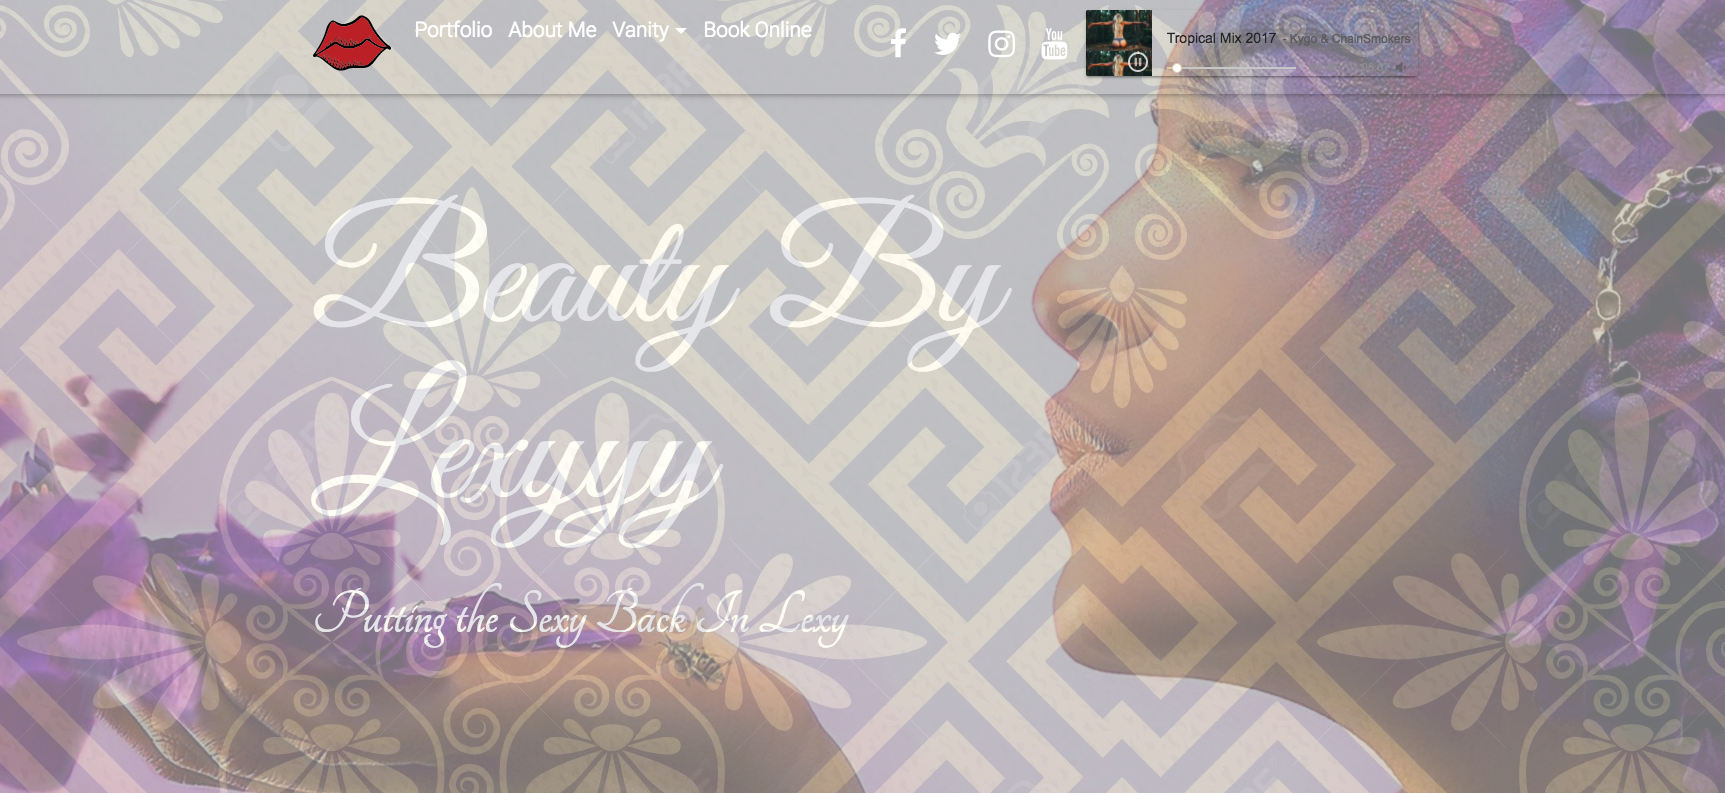 Portfolio About Me Vanity Book Online
You
Tube
Tropical Mix 2017 - Kygo & ChainSmokers
Beauty By
Lexyyy
Putting the Sexy Back In Lexy